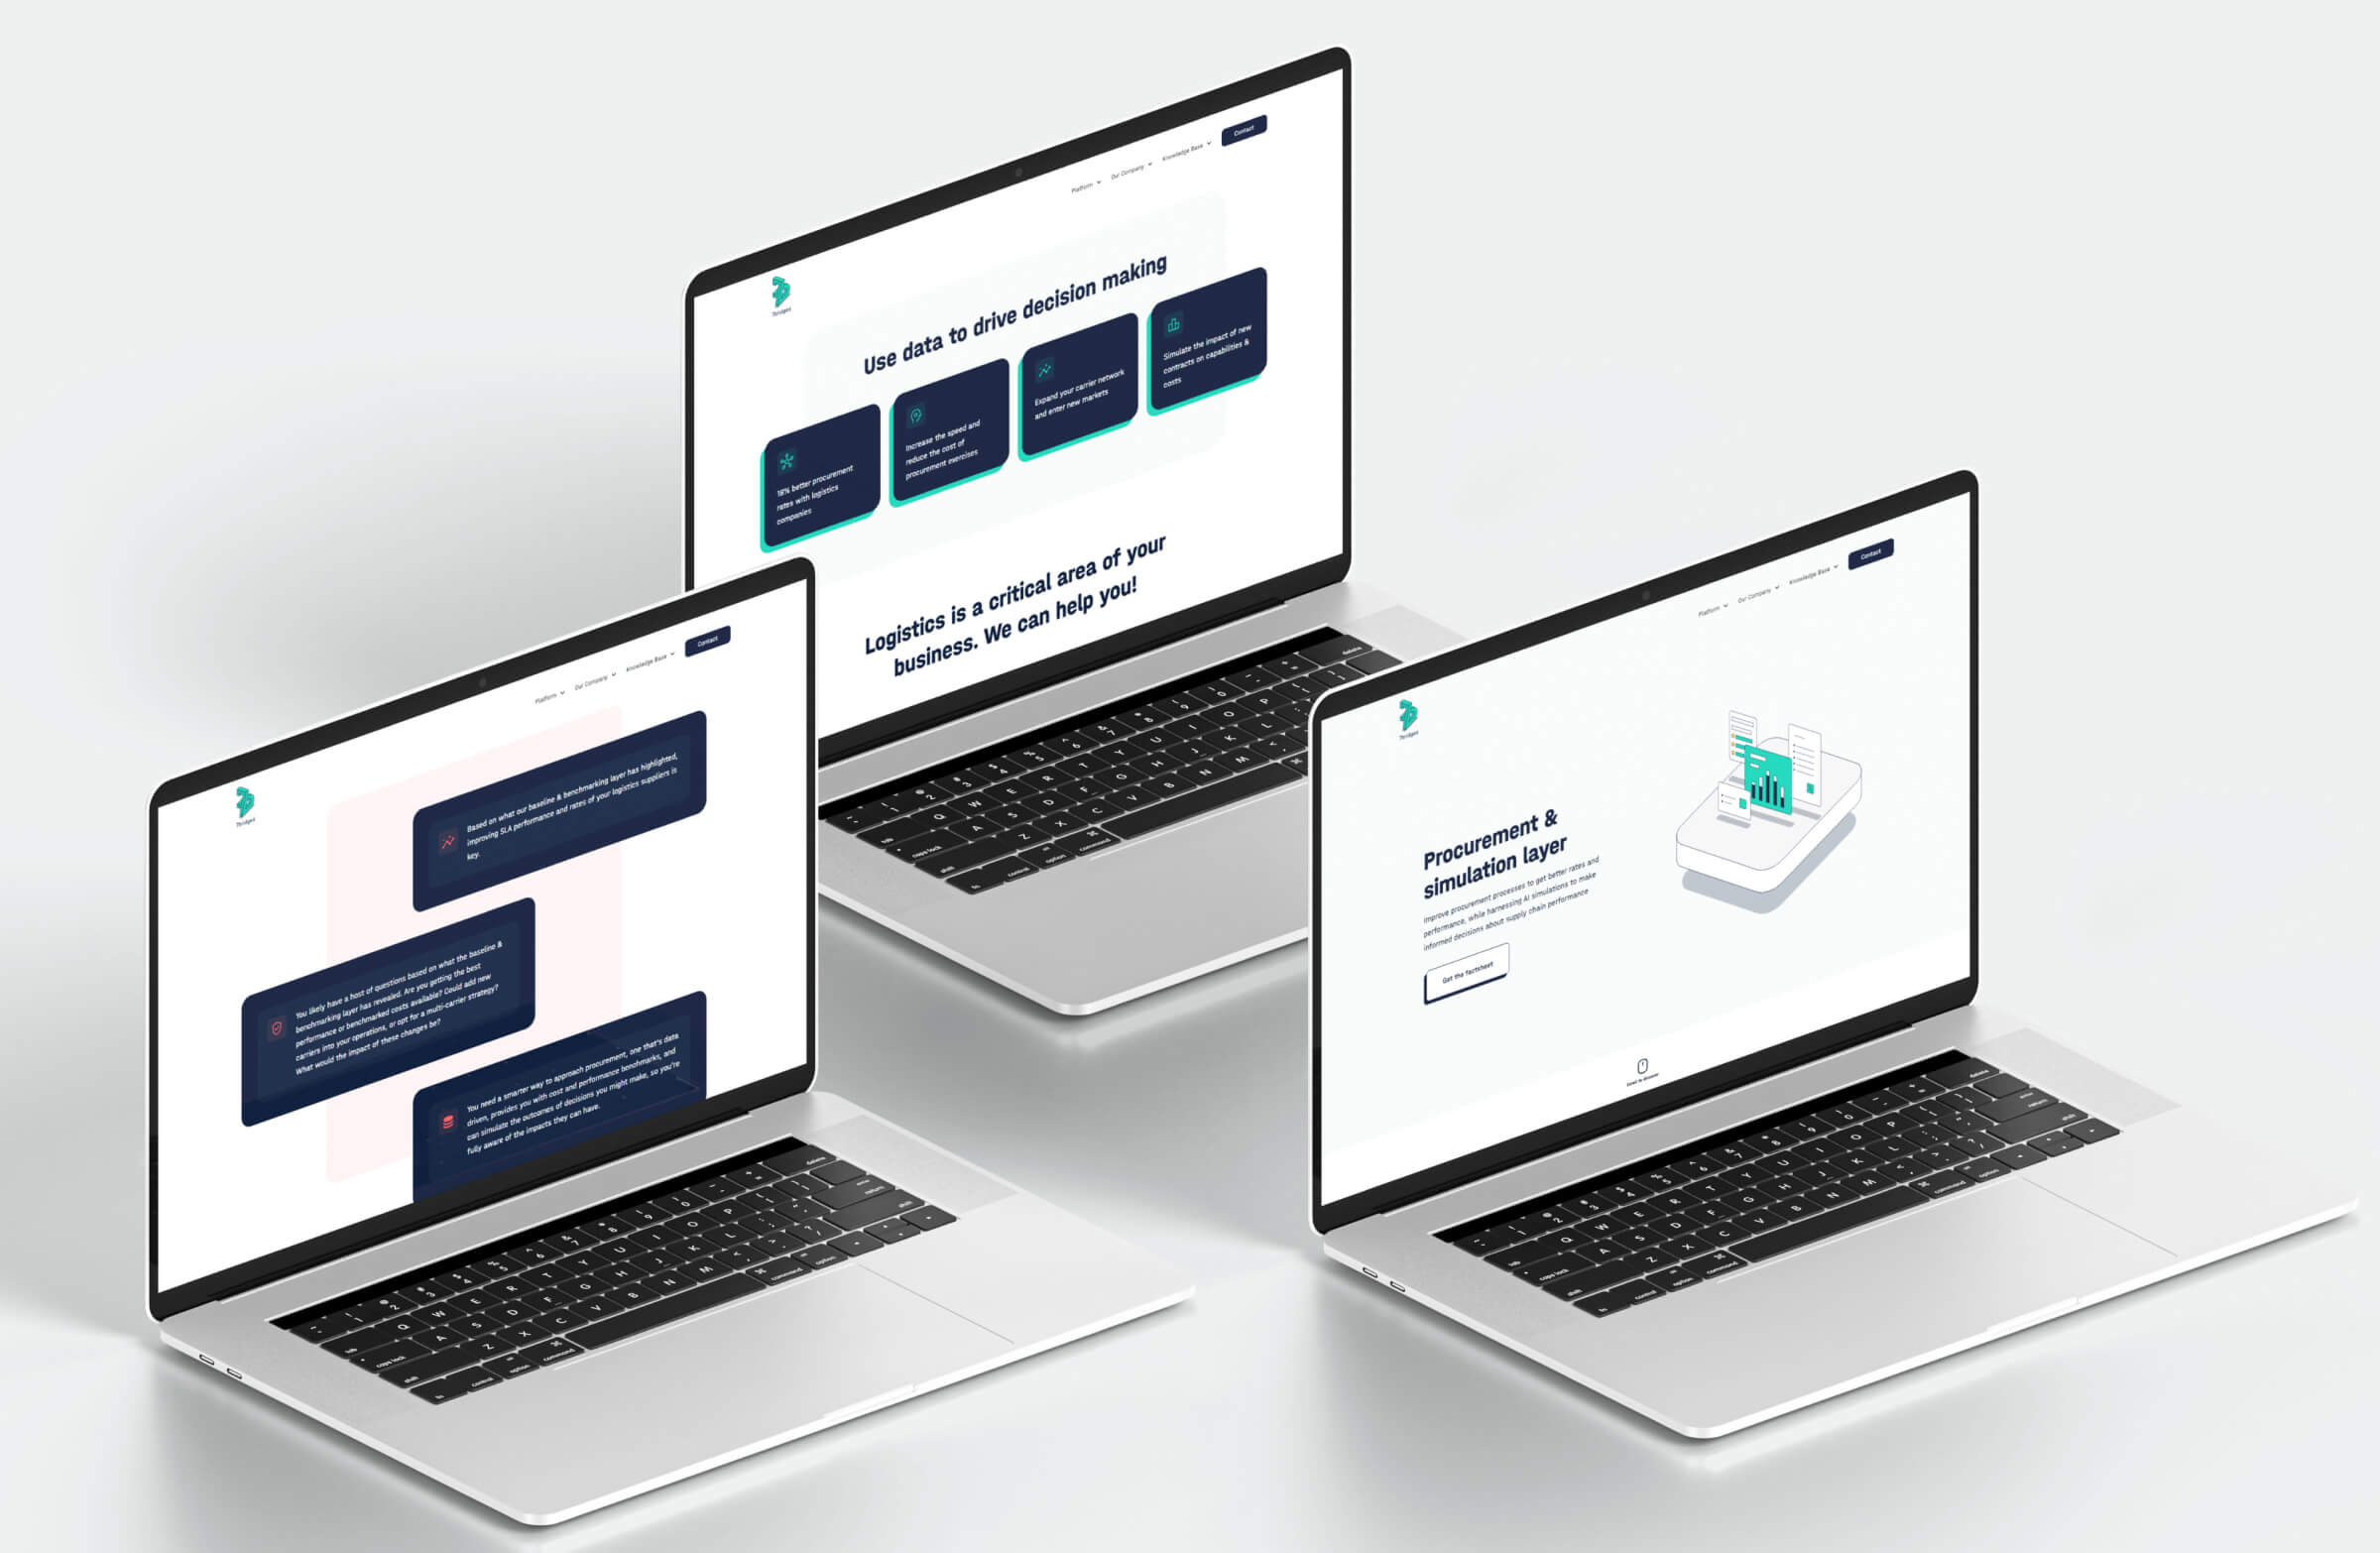 Platform
Our Company
Knowledge Base
Contact
Use data to drive decision making
18% better procurement
rates with logistics
companies
Increase the speed and
reduce the cost of
procurement exercises
Expand your carrier network
and enter new markets
Simulate the impact of new
contracts on capabilities &
costs
Logistics is a critical area of your
business. We can help you!
Platform
Our Company
Knowledge Base
Contact
Based on what our baseline & benchmarking layer has highlighted,
improving SLA performance and rates of your logistics suppliers is
key.
You likely have a host of questions based on what the baseline &
benchmarking layer has revealed. Are you getting the best
performance or benchmarked costs available? Could add new
carriers into your operations, or opt for a multi-carrier strategy?
What would the impact of these changes be?
You need a smarter way to approach procurement, one that's data
driven, provides you with cost and performance benchmarks, and
can simulate the outcomes of decisions you might make, so you're
fully aware of the impacts they can have.
Platform
Our Company
Knowledge Base
Contact
Procurement &
simulation layer
Improve procurement processes to get better rates and
performance, while harnessing AI simulations to make
informed decisions about supply chain performance
Get the factsheet
Scroll to discover